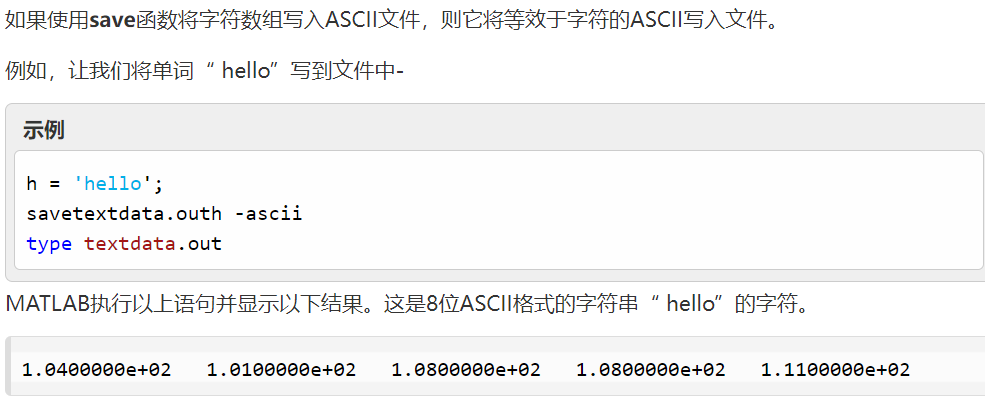 如果使用save函数将字符数组写入ASCII文件，则它将等效于字符的ASCII写入文件。
例如，让我们将单词“ hello”写到文件中-
示例
h = 'hello';
savetextdata.outh -ascii
type textdata.out
MATLAB执行以上语句并显示以下结果。这是8位ASCII格式的字符串“ hello”的字符。
1.0400000e+02   1.0100000e+02   1.0800000e+02   1.0800000e+02   1.1100000e+02